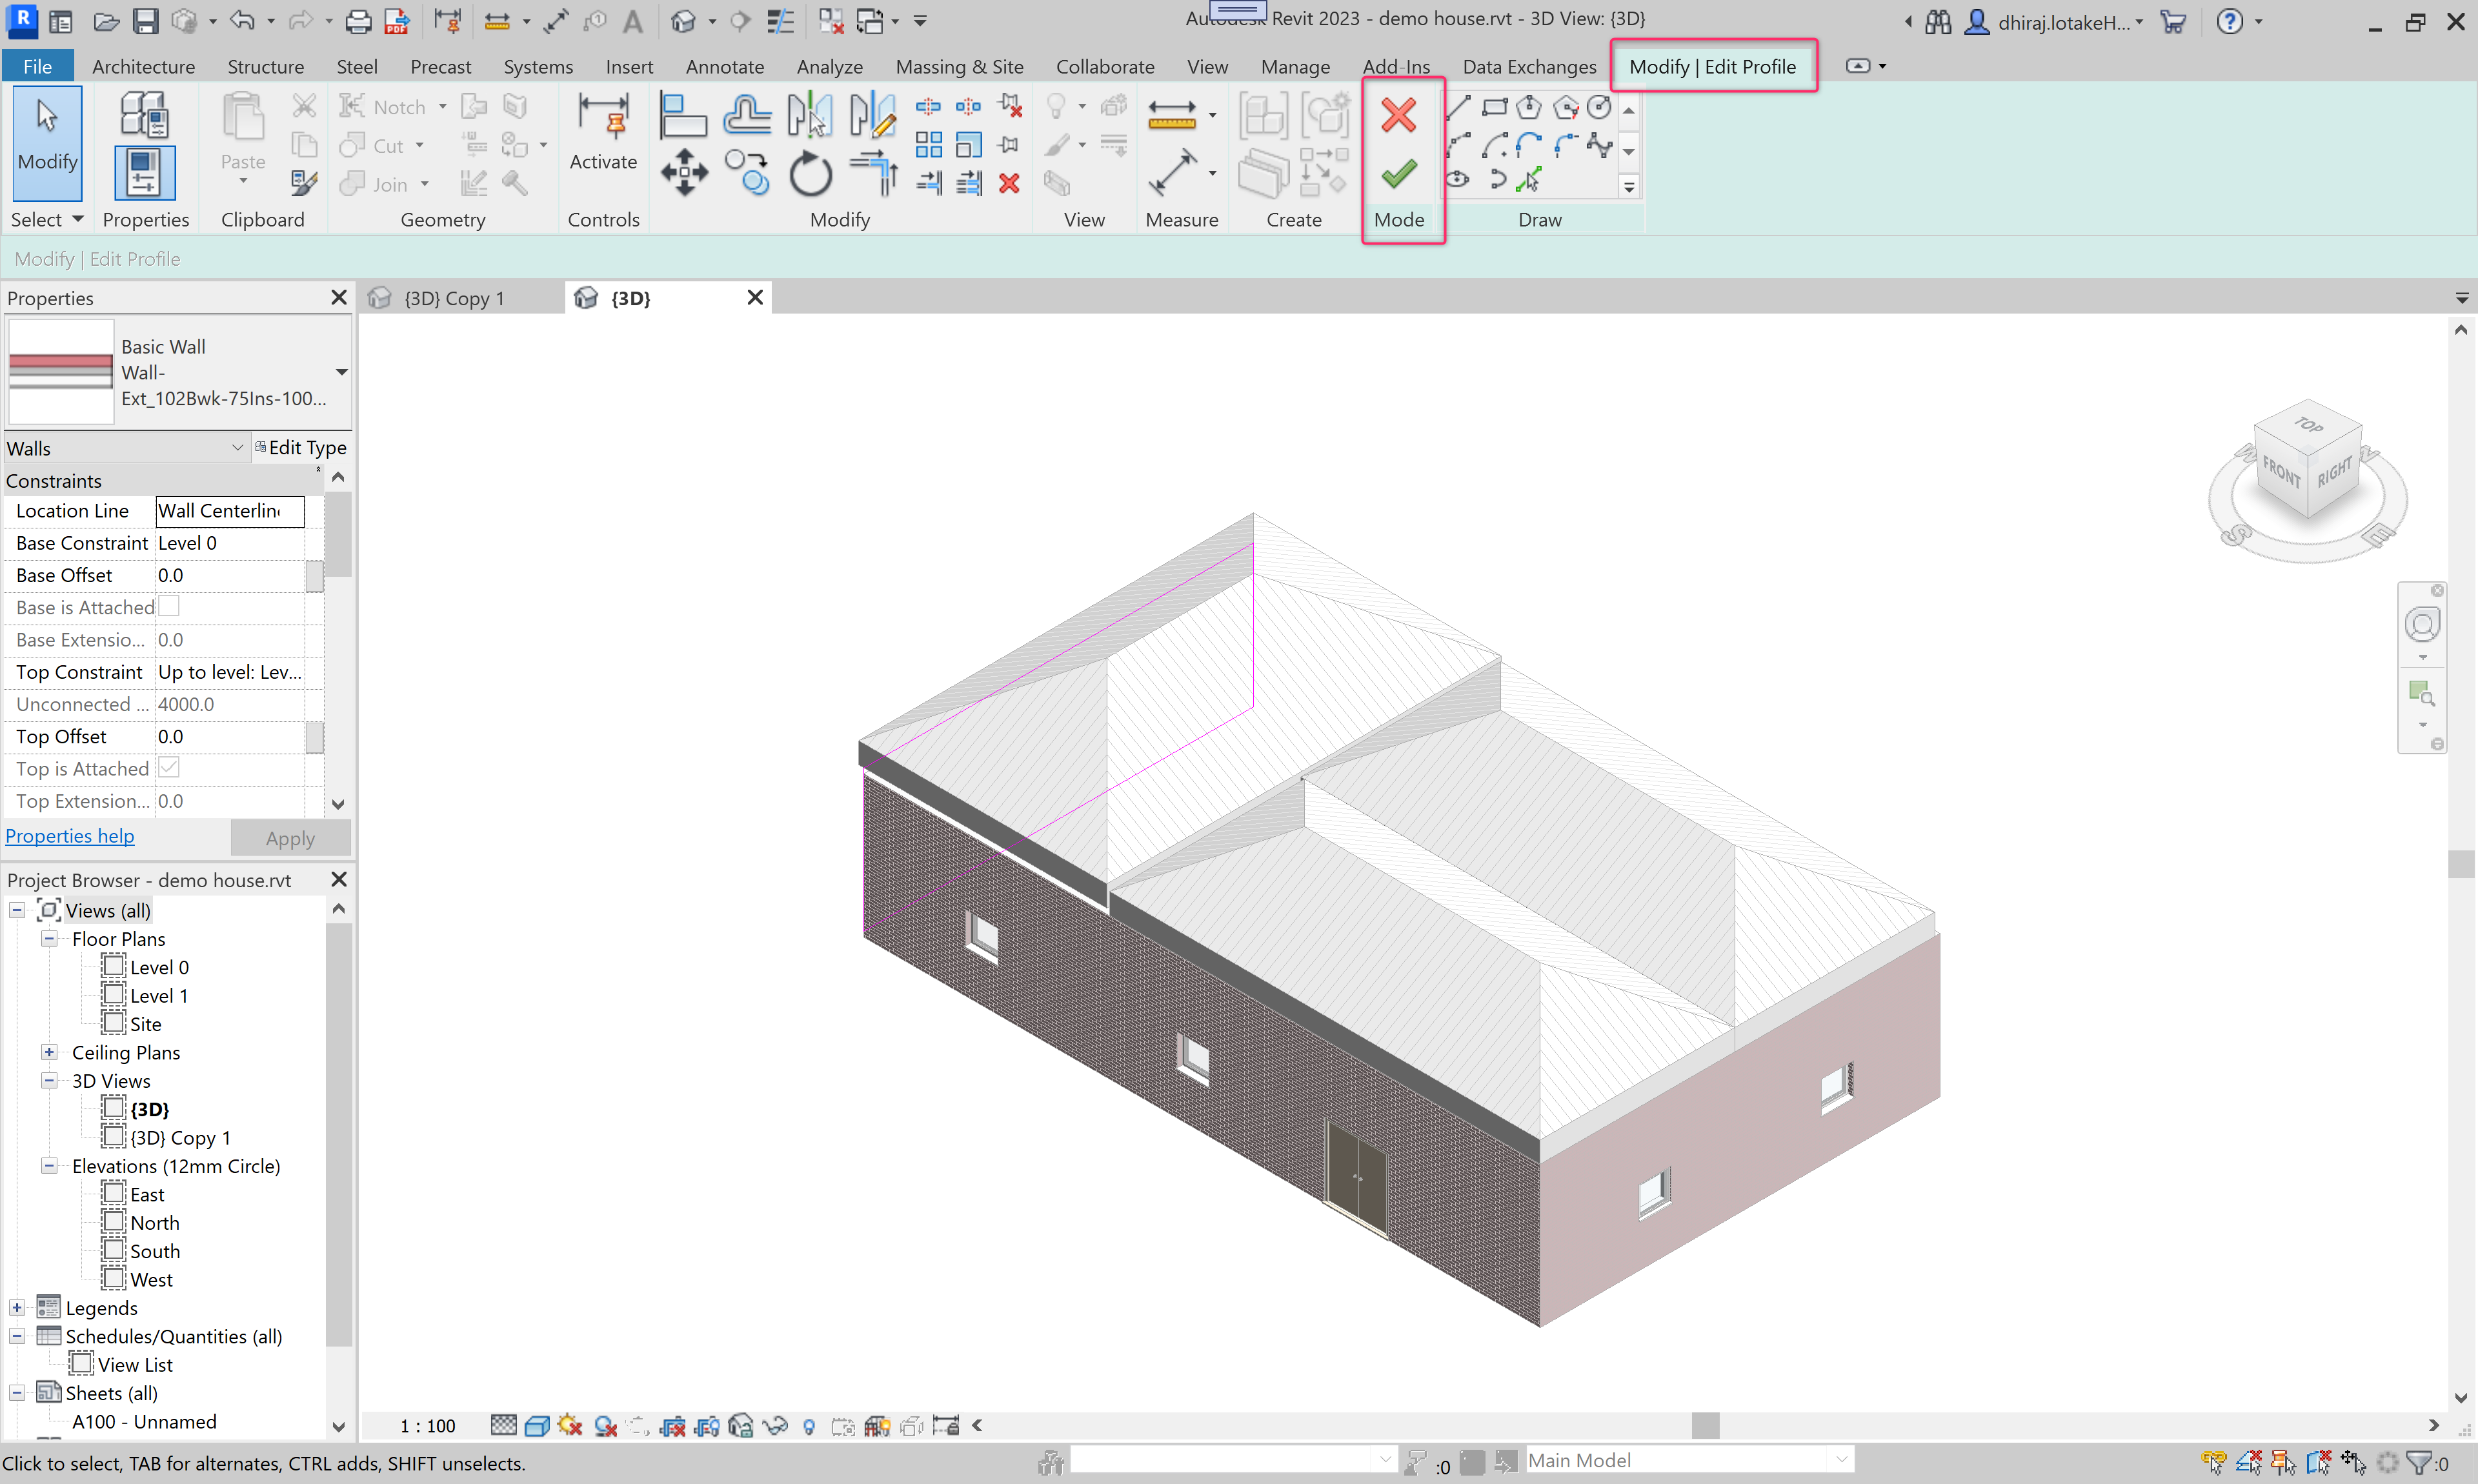 Autodesk Revit 2023 - demo house.rvt - 3D View: {3D}
dhiraj.lotakeH...
File Architecture Structure Steel Precast Systems Insert Annotate Analyze Massing & Site Collaborate View Manage Add-Ins Data Exchanges Modify | Edit Profile
Modify
Paste
Notch
Cut
Join
Activate
Select Properties Clipboard Geometry Controls Modify View Measure Create Mode Draw
Modify | Edit Profile
Properties
{3D} Copy 1
{3D}
Basic Wall
Wall-
Ext_102Bwk-75Ins-100...
Walls
Edit Type
Constraints
Location Line Wall Centerlin
Base Constraint Level 0
Base Offset 0.0
Base is Attached
Base Extensio... 0.0
Top Constraint Up to level: Lev...
Unconnected ... 4000.0
Top Offset 0.0
Top is Attached
Top Extension... 0.0
Properties help
Apply
Project Browser - demo house.rvt
Views (all)
Floor Plans
Level 0
Level 1
Site
Ceiling Plans
3D Views
{3D}
{3D} Copy 1
Elevations (12mm Circle)
East
North
South
West
Legends
Schedules/Quantities (all)
View List
Sheets (all)
A100 - Unnamed
TOP
FRONT
RIGHT
W
N
S
E
1 : 100
Click to select, TAB for alternates, CTRL adds, SHIFT unselects.
:0
Main Model
:0